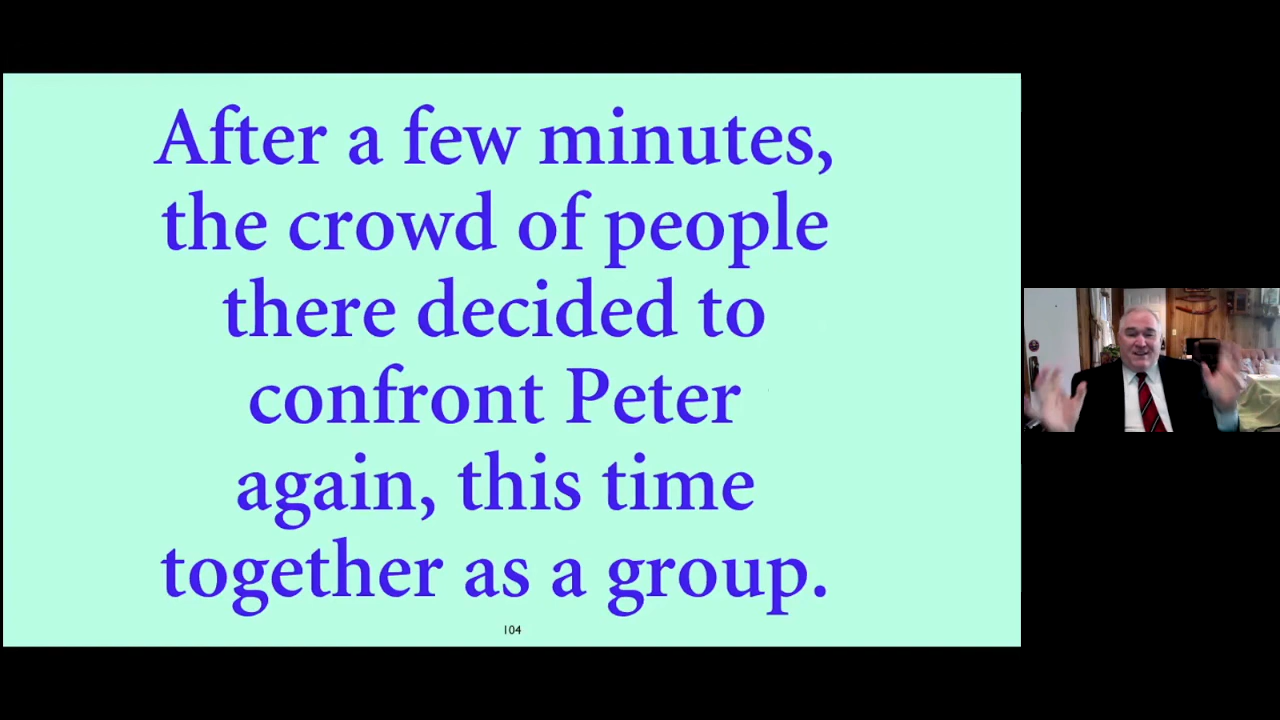 After a few minutes,
the crowd of people
there decided to
confront Peter
again, this time
together as a group.
104